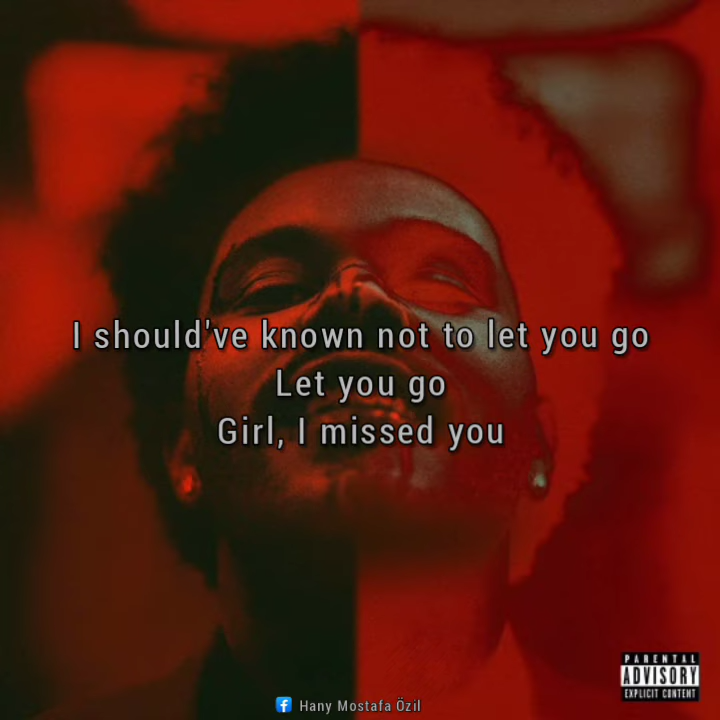 I should've known not to let you go
Let you go
Girl, I missed you
PARENTAL
ADVISORY
EXPLICIT CONTENT
f Hany Mostafa Özil